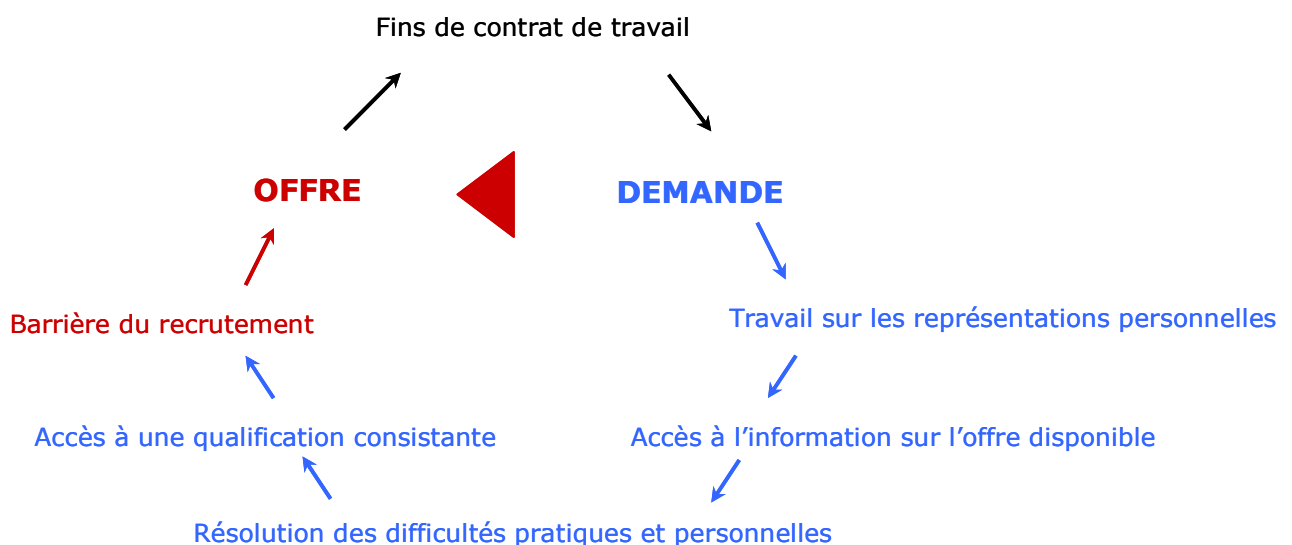 Fins de contrat de travail
OFFRE
DEMANDE
Barrière du recrutement
Travail sur les représentations personnelles
Accès à une qualification consistante
Accès à l’information sur l’offre disponible
Résolution des difficultés pratiques et personnelles